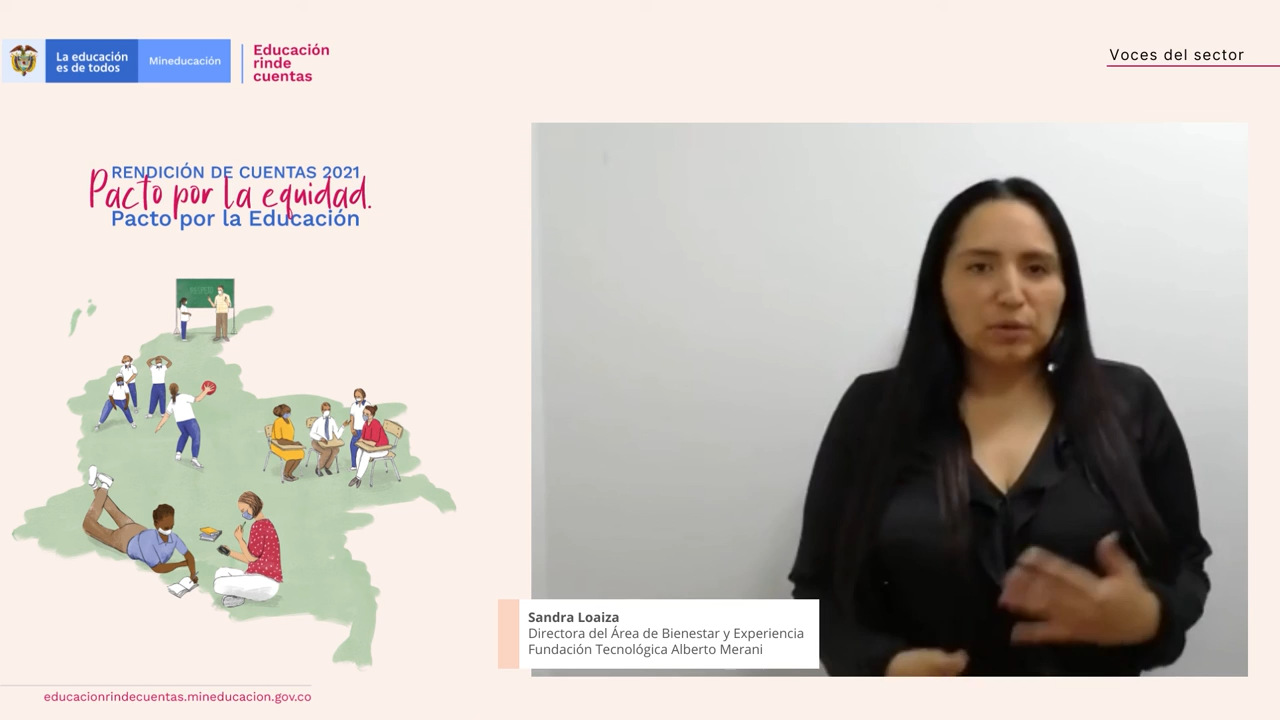 La educación
es de todos
Mineducación
Educación
rinde
cuentas
Voces del sector
RENDICIÓN DE CUENTAS 2021
Pacto por la equidad.
Pacto por la Educación
Sandra Loaiza
Directora del Área de Bienestar y Experiencia
Fundación Tecnológica Alberto Merani
educacionrindecuentas.mineducacion.gov.co